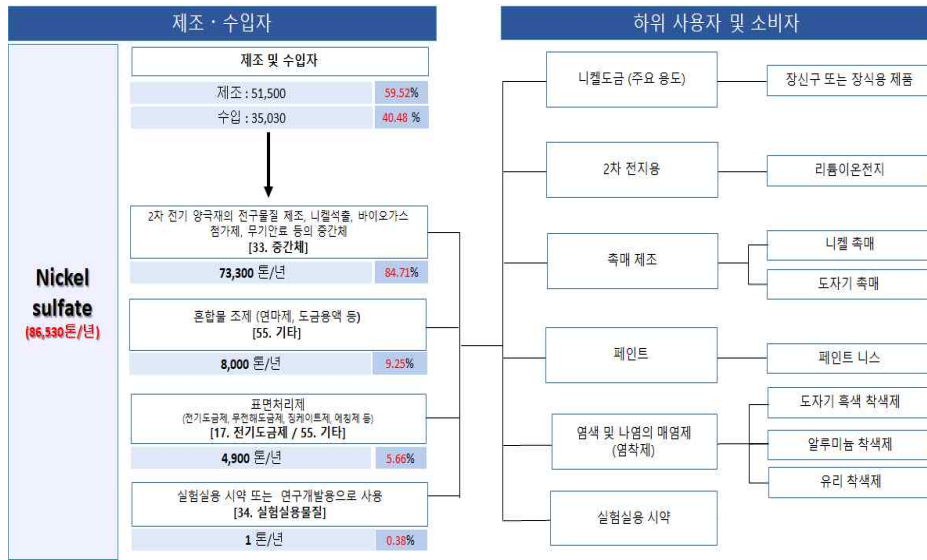 제조 · 수입자
Nickel
sulfate
(86,530톤/년)
제조 및 수입자
제조 : 51,500 59.52%
수입 : 35,030 40.48 %
2차 전기 양극재의 전구물질 제조, 니켈석출, 바이오가스
첨가제, 무기안료 등의 중간체
[33. 중간체]
73,300 톤/년 84.71%
혼합물 조제 (연마제, 도금용액 등)
[55. 기타]
8,000 톤/년 9.25%
표면처리제
(전기도금제, 무전해도금제, 징케이트제, 에칭제 등)
[17. 전기도금제 / 55. 기타]
4,900 톤/년 5.66%
실험실용 시약 또는 연구개발용으로 사용
[34. 실험실용물질]
1 톤/년 0.38%
하위 사용자 및 소비자
니켈도금 (주요 용도)
장신구 또는 장식용 제품
2차 전지용
리튬이온전지
촉매 제조
니켈 촉매
도자기 촉매
페인트
페인트 니스
염색 및 나염의 매염제
(염착제)
도자기 흑색 착색제
알루미늄 착색제
유리 착색제
실험실용 시약